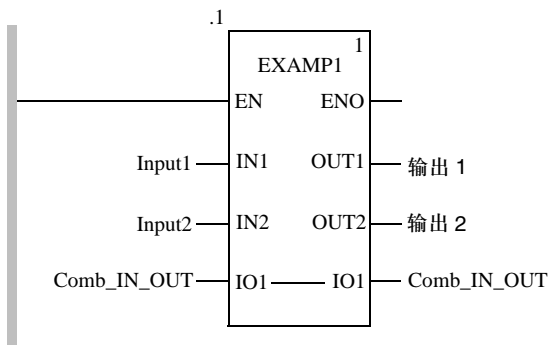 .1
1
EXAMP1
EN ENO
Input1 IN1 OUT1 输出 1
Input2 IN2 OUT2 输出 2
Comb_IN_OUT IO1 IO1 Comb_IN_OUT